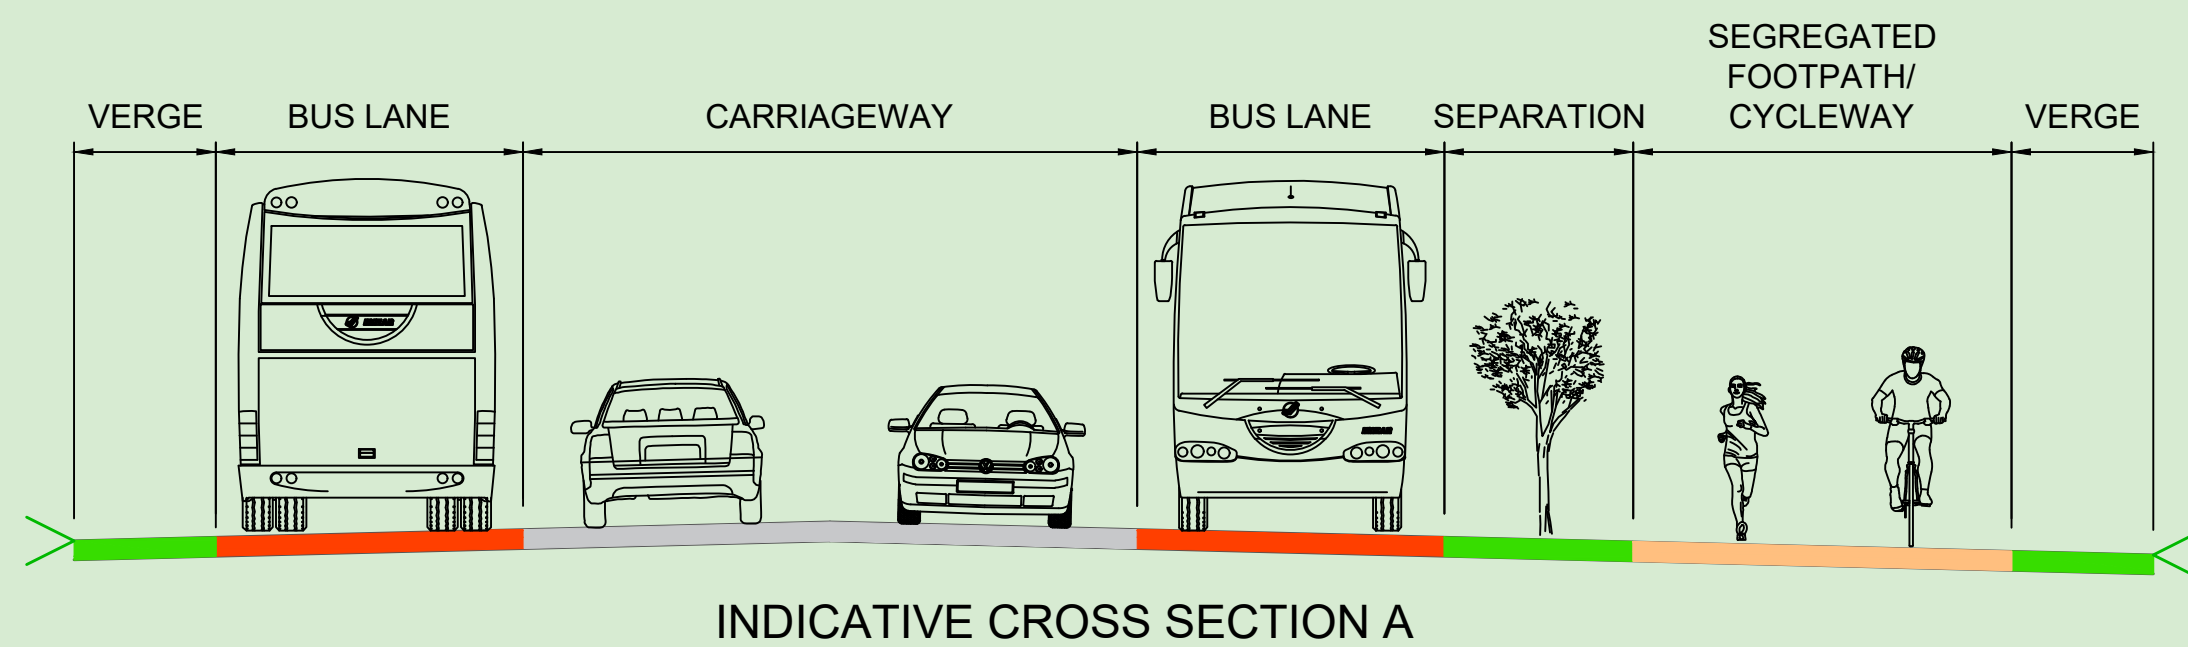 SEGREGATED
FOOTPATH/
VERGE BUS LANE CARRIAGEWAY BUS LANE SEPARATION CYCLEWAY VERGE
INDICATIVE CROSS SECTION A